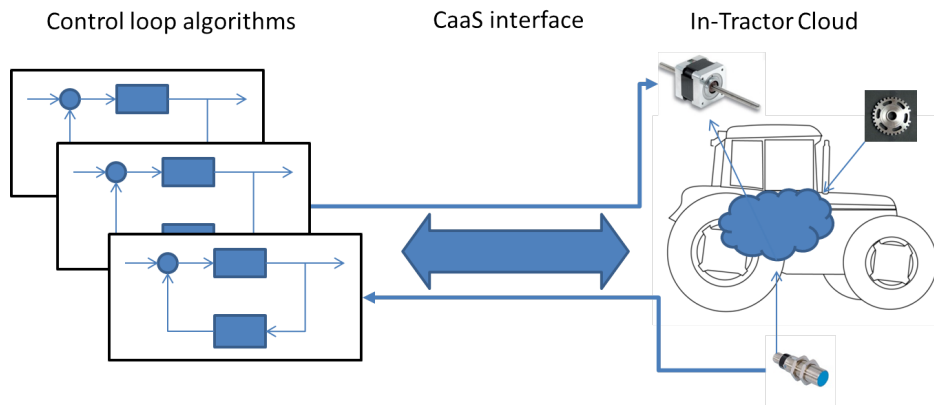 Control loop algorithms
CaaS interface
In-Tractor Cloud